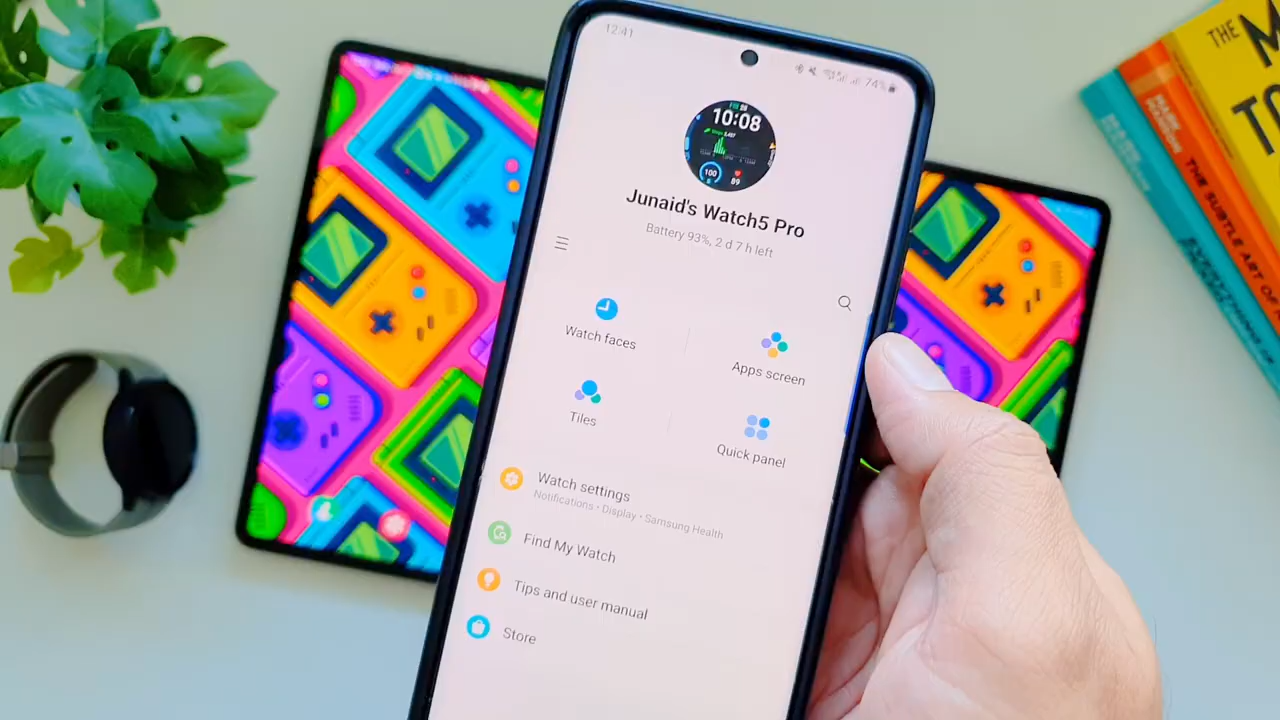 12:41
74%
10:08
100
89
Junaid's Watch5 Pro
Battery 93%, 2 d 7 h left
Watch faces
Apps screen
Tiles
Quick panel
Watch settings
Notifications • Display • Samsung Health
Find My Watch
Tips and user manual
Store
THE
MARK
MANSON
THE SUBTLE ART OF